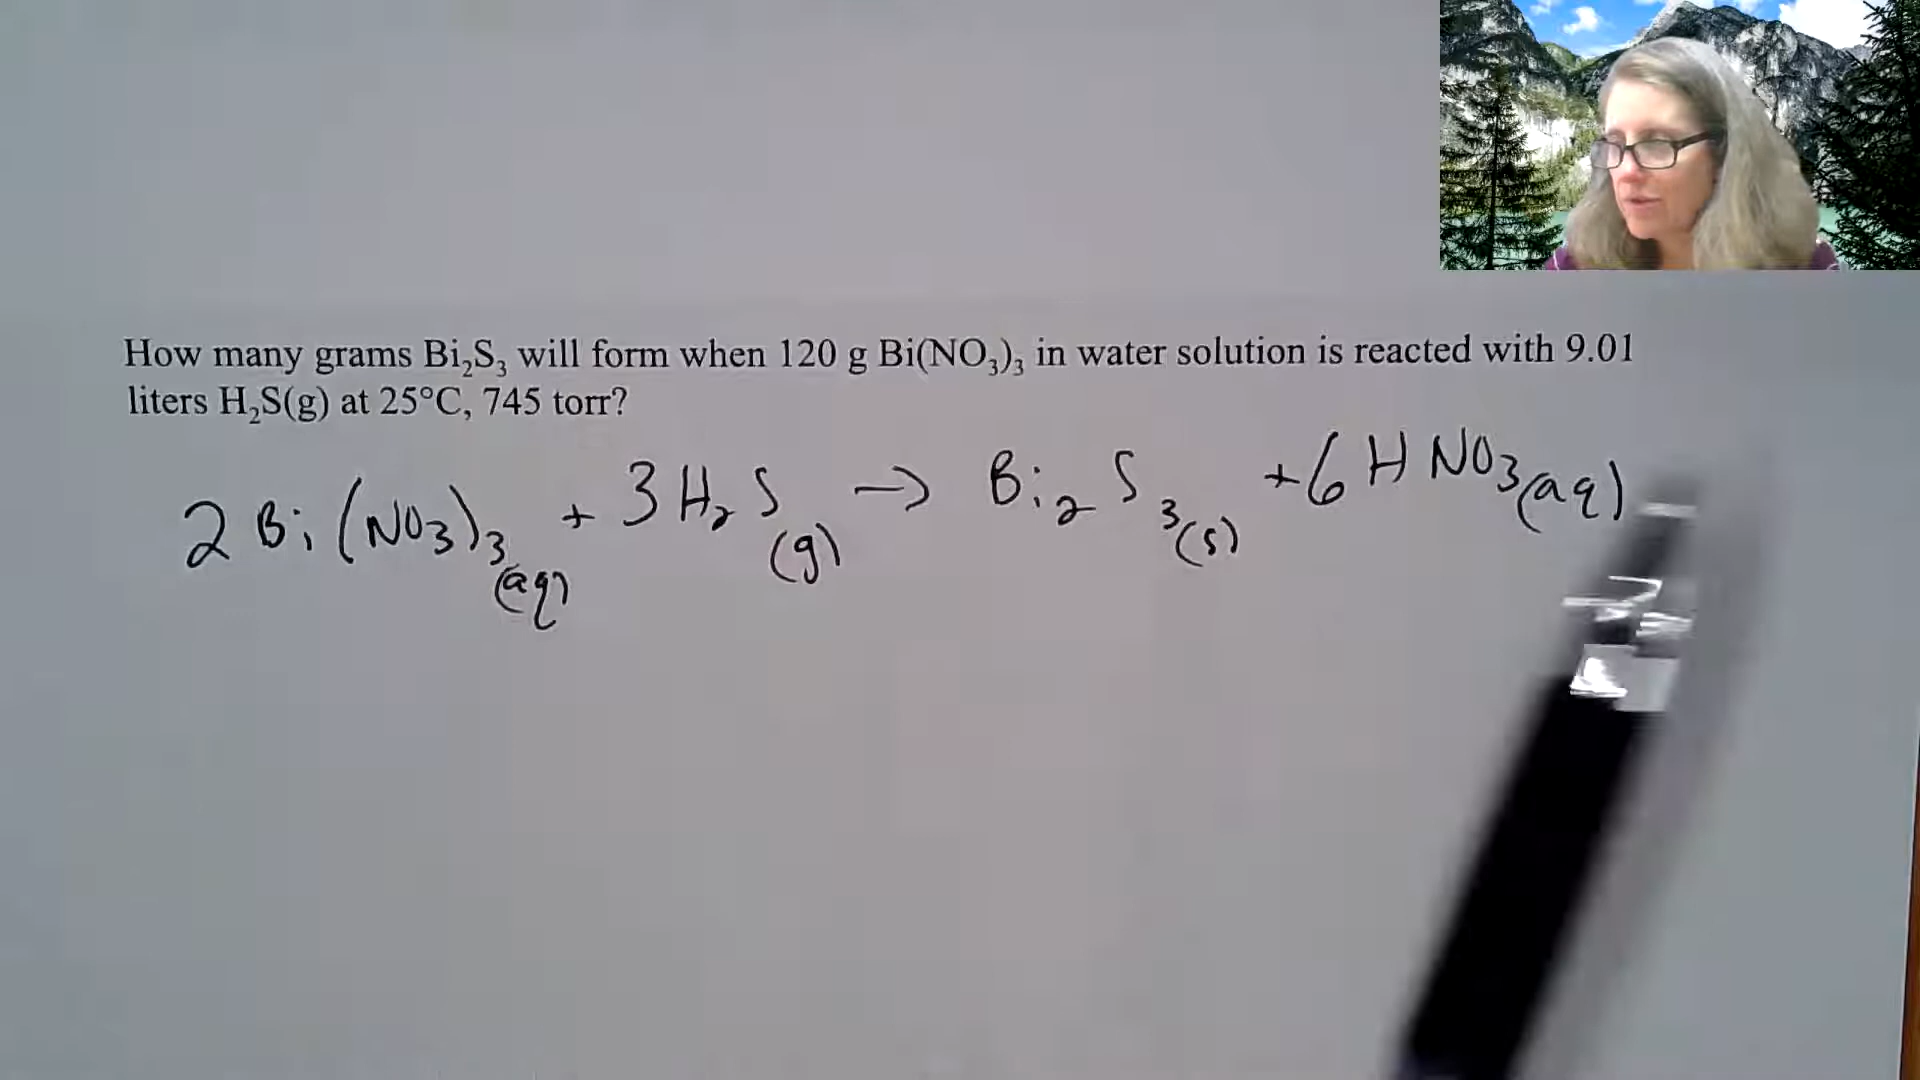 How many grams Bi₂S₃ will form when 120 g Bi(NO₃)₃ in water solution is reacted with 9.01
liters H₂S(g) at 25°C, 745 torr?
2 Bi(NO₃)₃(aq) + 3 H₂S(g) → Bi₂S₃(s) + 6 HNO₃(aq)